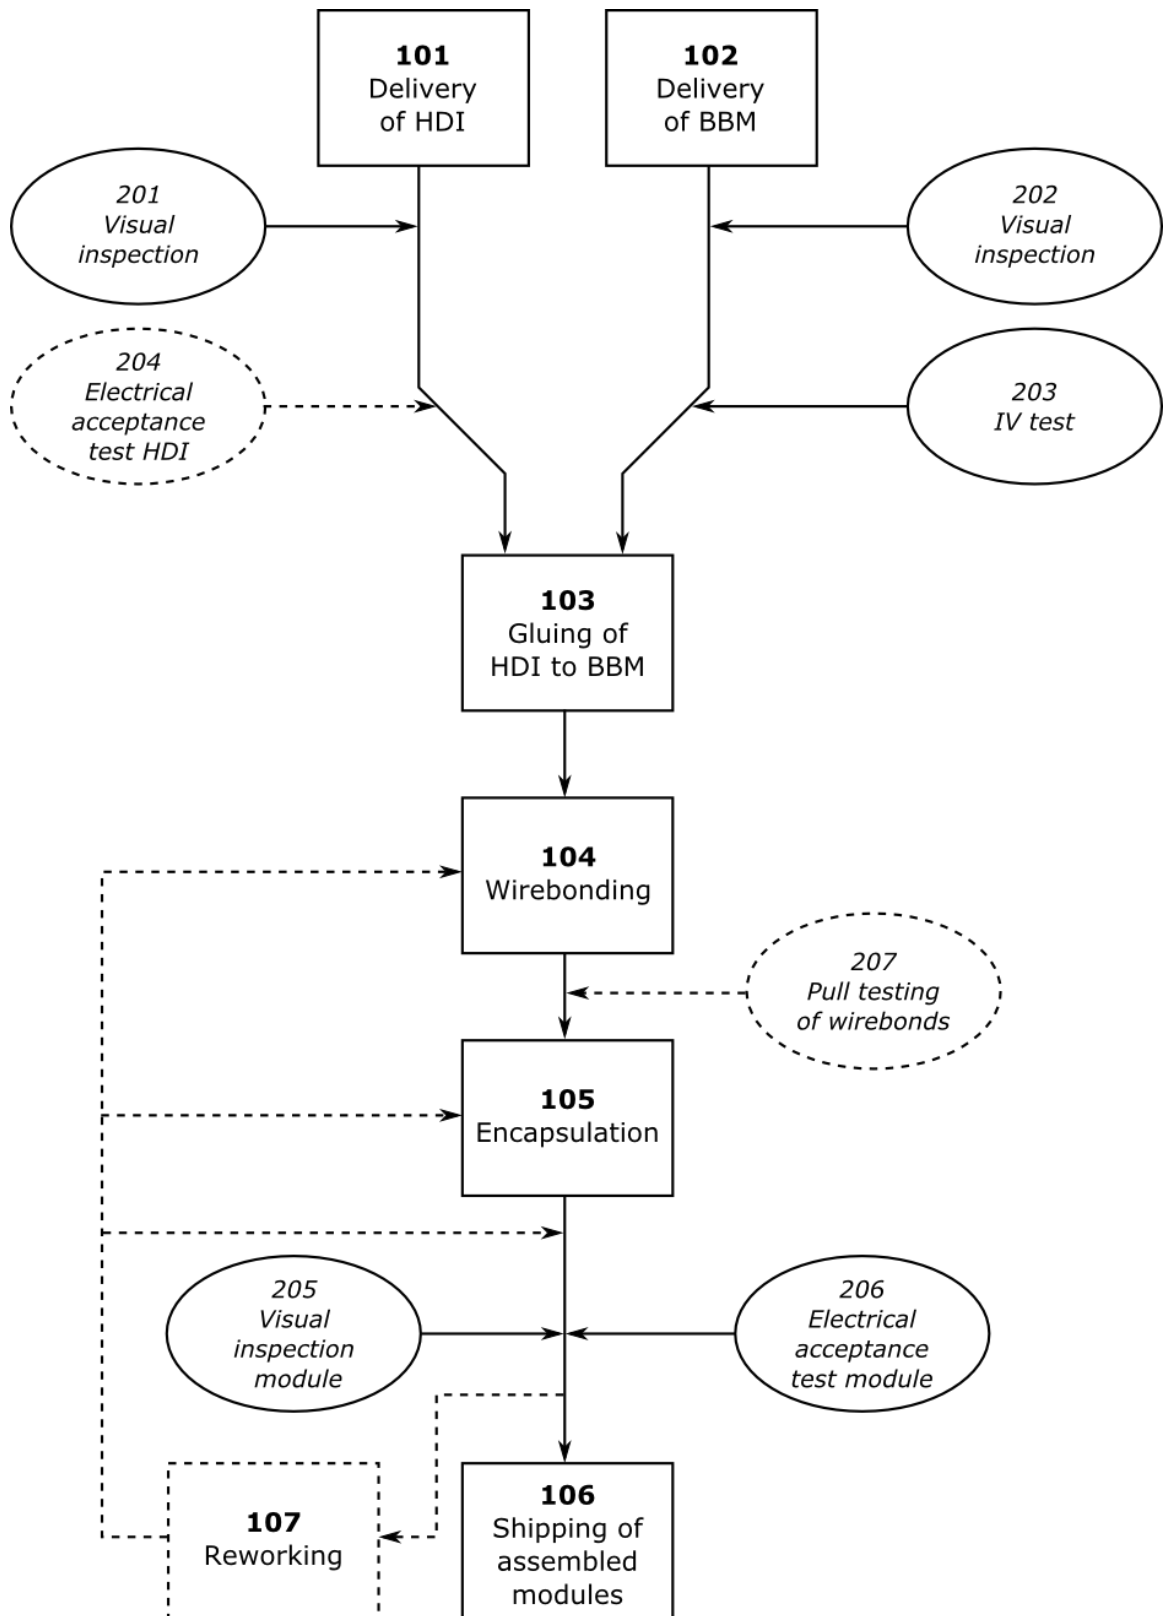 101
Delivery
of HDI
102
Delivery
of BBM
201
Visual
inspection
202
Visual
inspection
204
Electrical
acceptance
test HDI
203
IV test
103
Gluing of
HDI to BBM
104
Wirebonding
207
Pull testing
of wirebonds
105
Encapsulation
205
Visual
inspection
module
206
Electrical
acceptance
test module
107
Reworking
106
Shipping of
assembled
modules